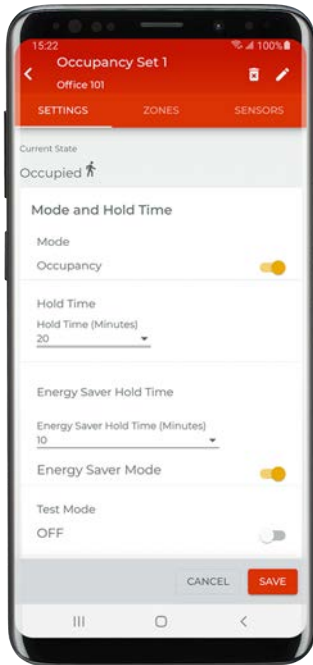 15:22
100%
Occupancy Set 1
Office 101
SETTINGS ZONES SENSORS
Current State
Occupied
Mode and Hold Time
Mode
Occupancy
Hold Time
Hold Time (Minutes)
20
Energy Saver Hold Time
Energy Saver Hold Time (Minutes)
10
Energy Saver Mode
Test Mode
OFF
CANCEL SAVE